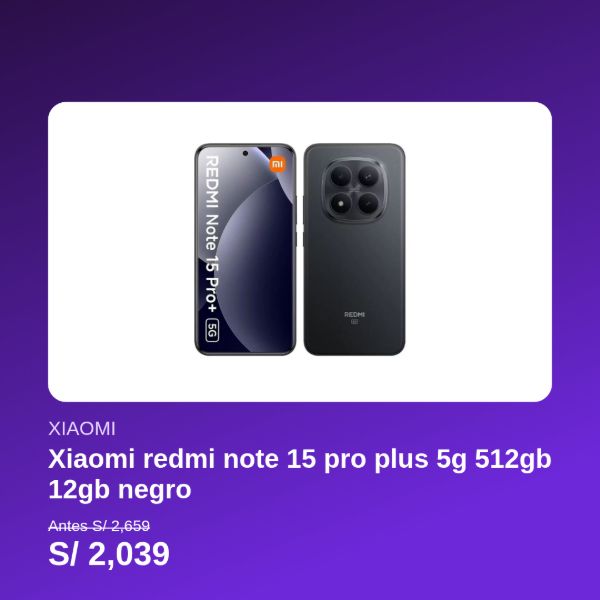 REDMI Note 15 Pro+ 5G
mi
REDMI
XIAOMI
Xiaomi redmi note 15 pro plus 5g 512gb
12gb negro
Antes S/ 2,659
S/ 2,039